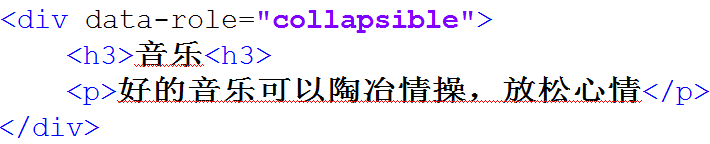 <div data-role="collapsible">
<h3>音乐<h3>
<p>好的音乐可以陶冶情操，放松心情</p>
</div>